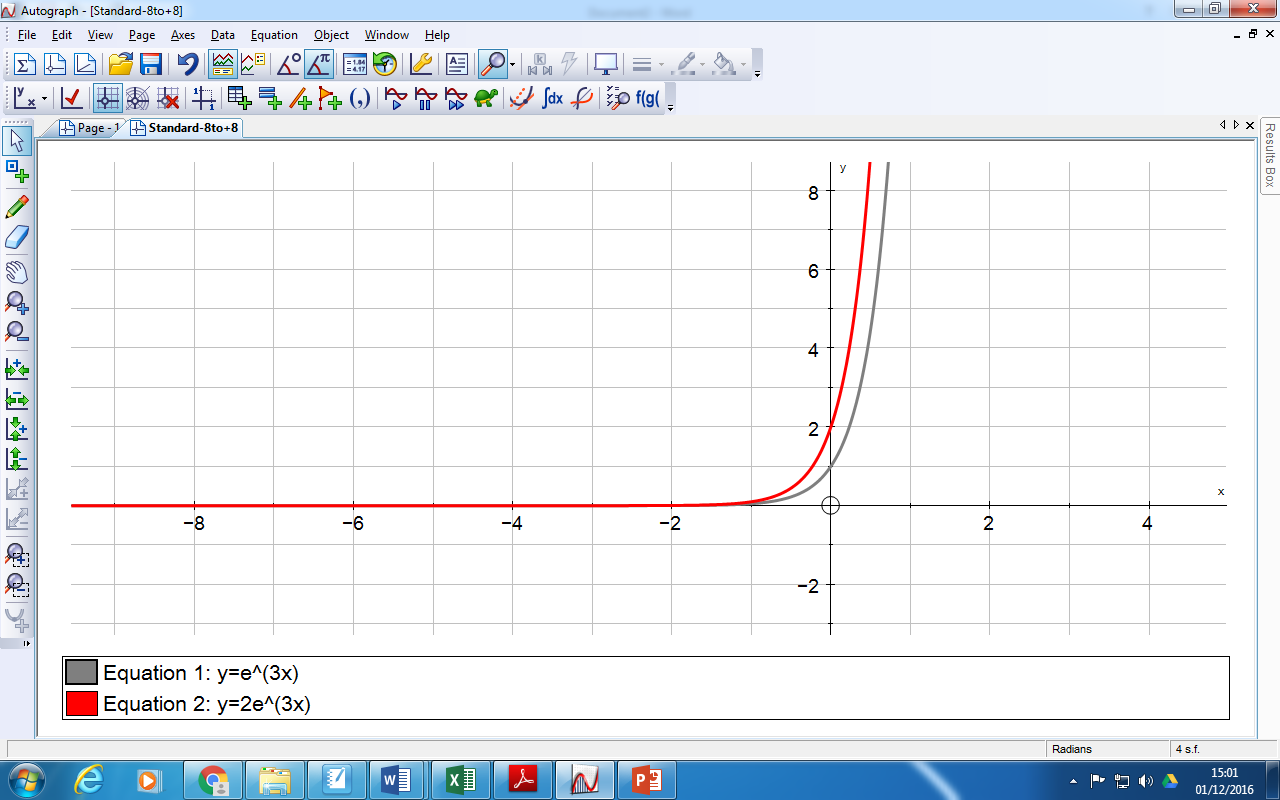 Autograph - [Standard-8to+8]
File Edit View Page Axes Data Equation Object Window Help
Page - 1 Standard-8to+8
Results Box
y
8
6
4
2
x
−8 −6 −4 −2 2 4
−2
Equation 1: y=e^(3x)
Equation 2: y=2e^(3x)
Radians 4 s.f.
15:01
01/12/2016